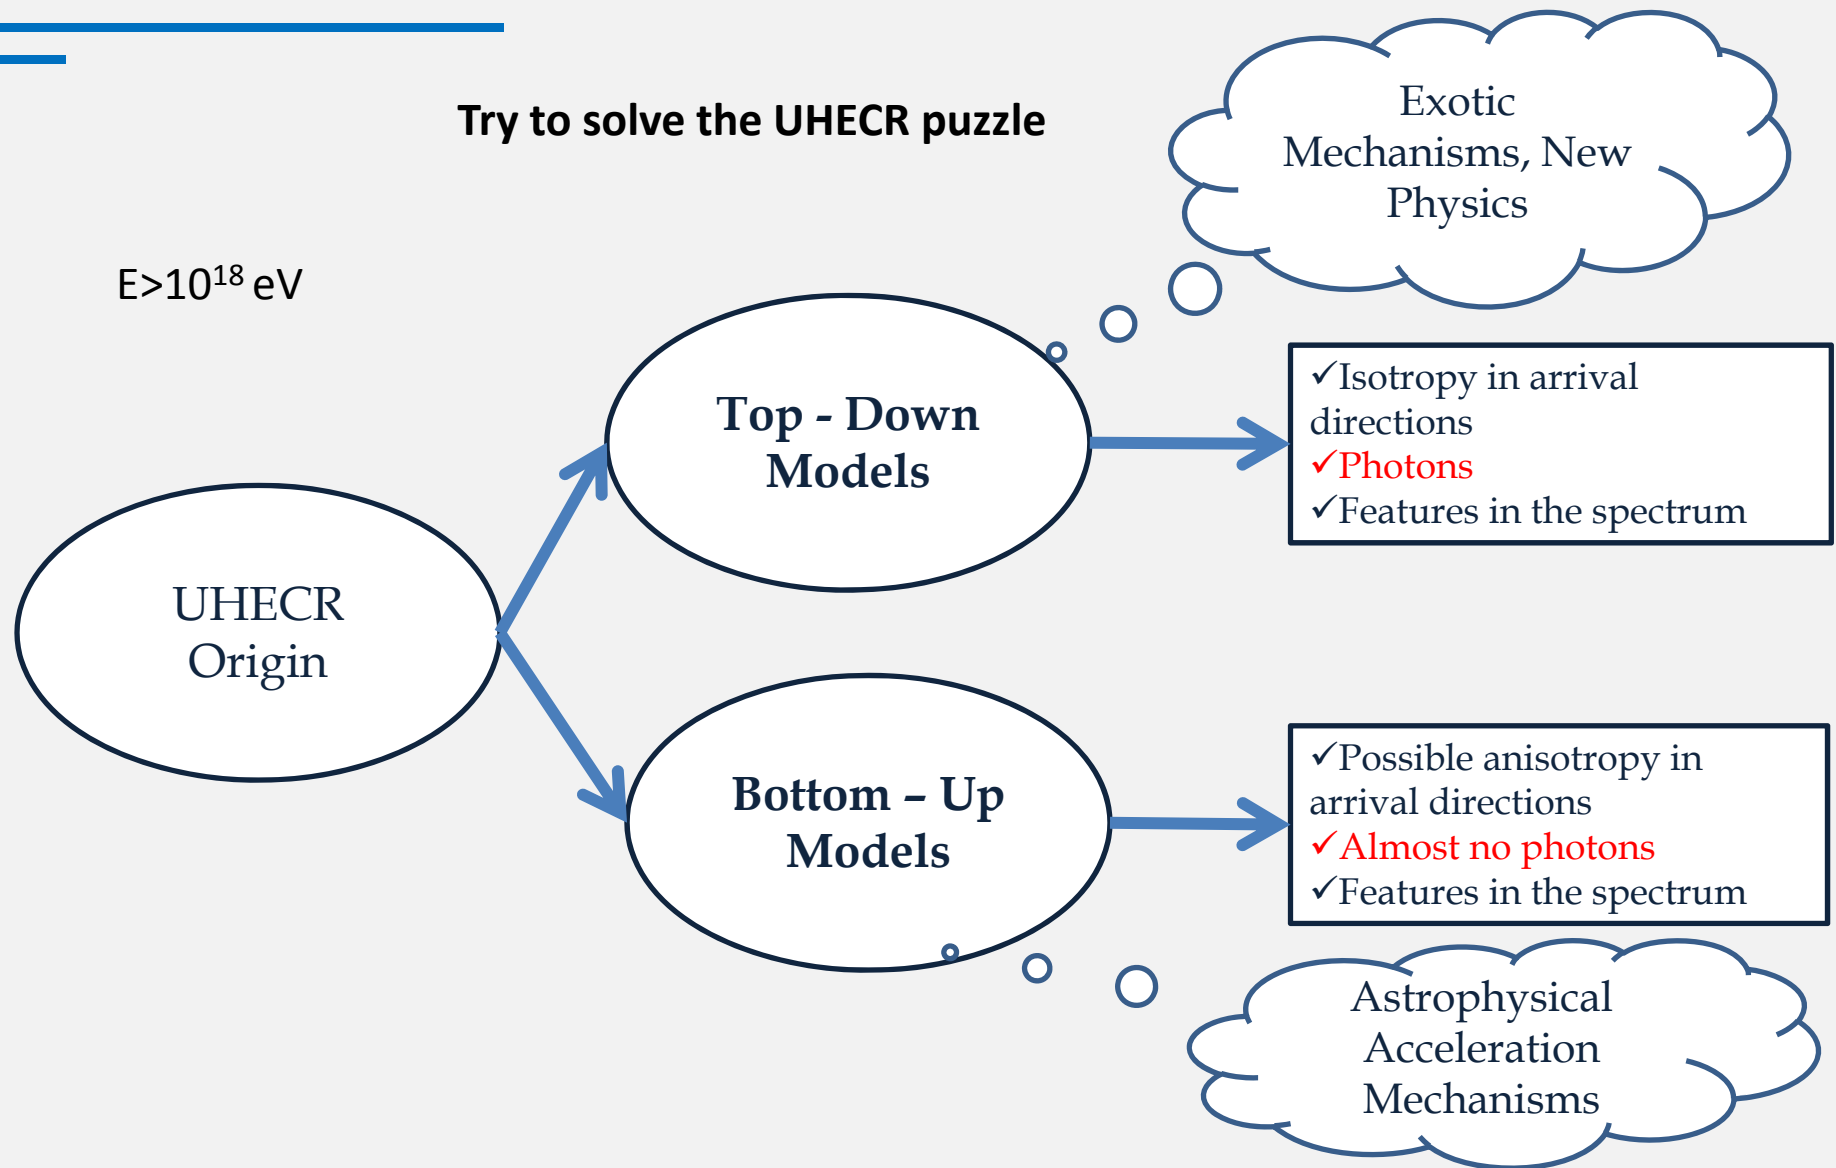 Try to solve the UHECR puzzle
E>10¹⁸ eV
Exotic
Mechanisms, New
Physics
Top - Down
Models
✓Isotropy in arrival
directions
✓Photons
✓Features in the spectrum
UHECR
Origin
Bottom – Up
Models
✓Possible anisotropy in
arrival directions
✓Almost no photons
✓Features in the spectrum
Astrophysical
Acceleration
Mechanisms